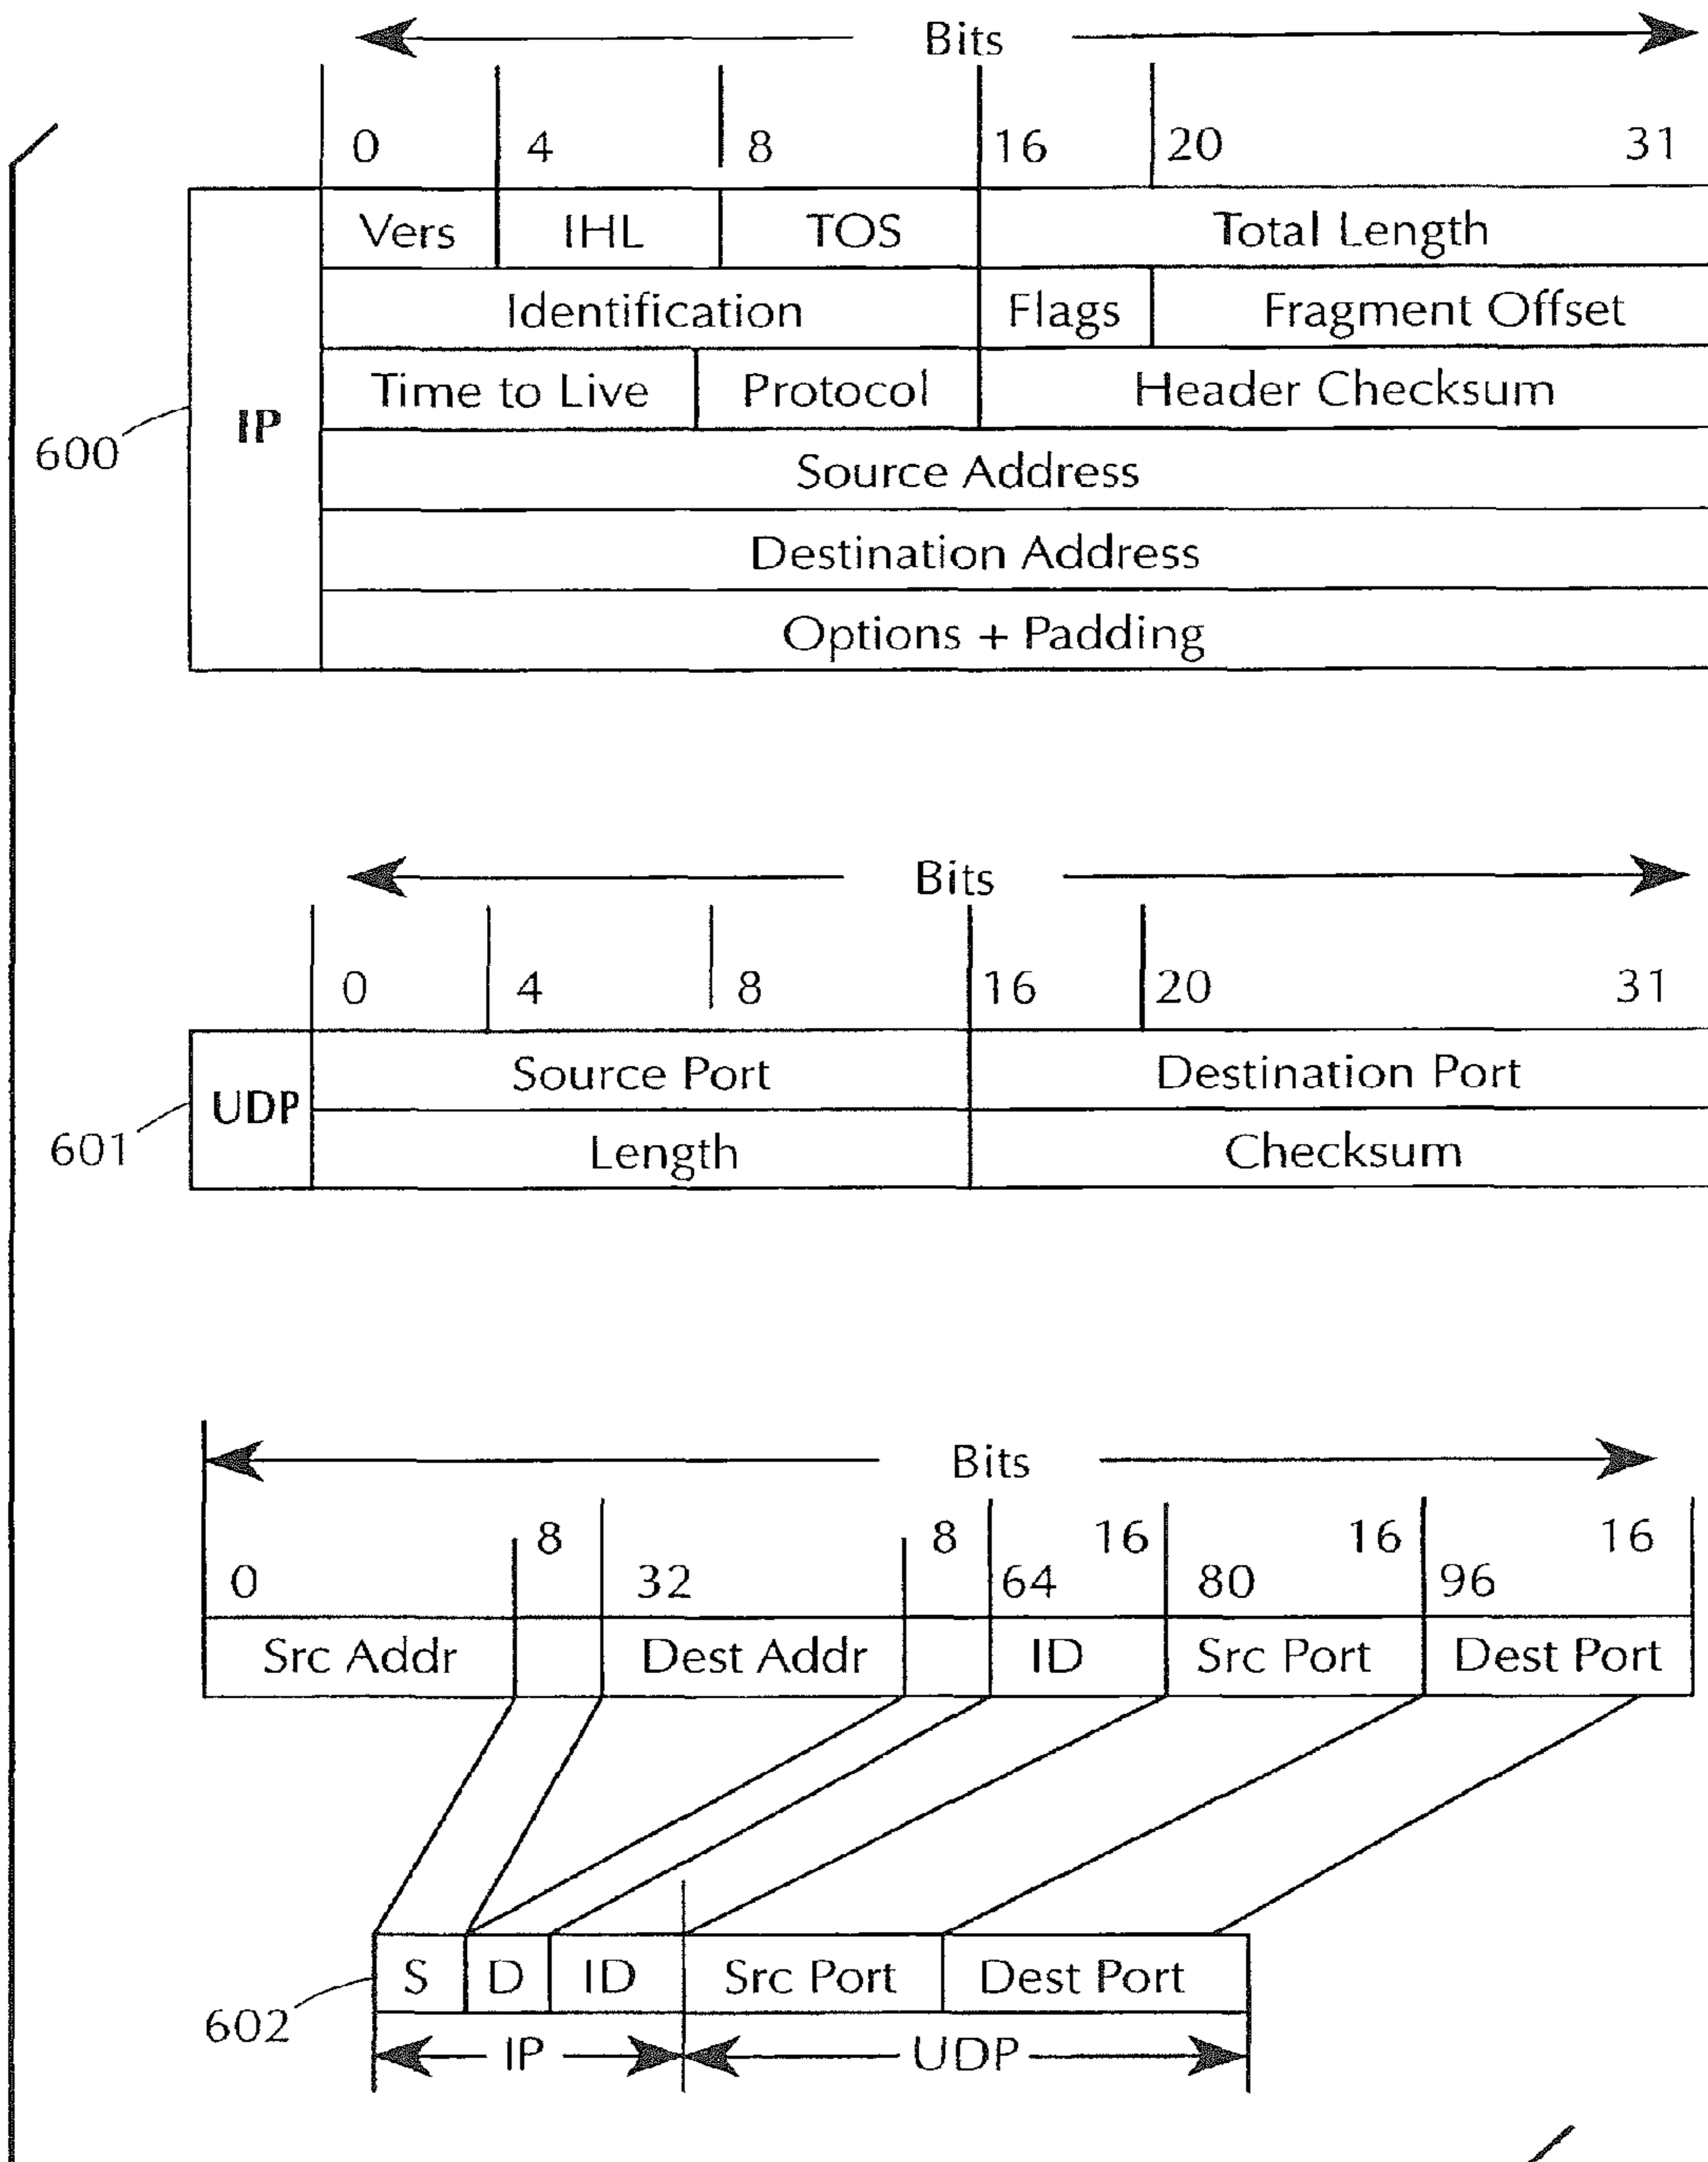 Bits
0 4 8 16 20 31
Vers IHL TOS Total Length
Identification Flags Fragment Offset
Time to Live Protocol Header Checksum
IP
600
Source Address
Destination Address
Options + Padding
Bits
0 4 8 16 20 31
Source Port Destination Port
UDP
601
Length Checksum
Bits
8 8 16 16 16
0 32 64 80 96
Src Addr Dest Addr ID Src Port Dest Port
S D ID Src Port Dest Port
602
IP UDP